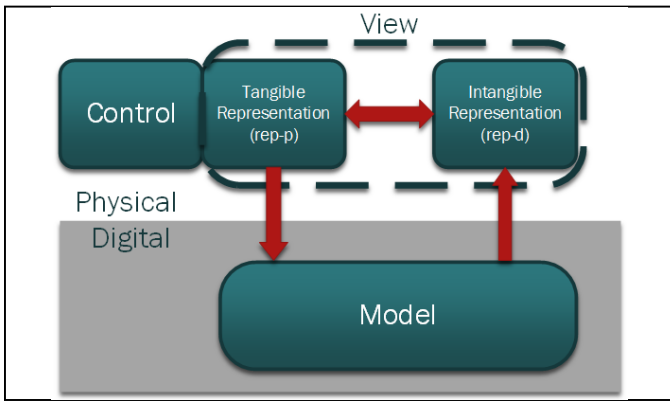 View
Control
Tangible
Representation
(rep-p)
Intangible
Representation
(rep-d)
Physical
Digital
Model